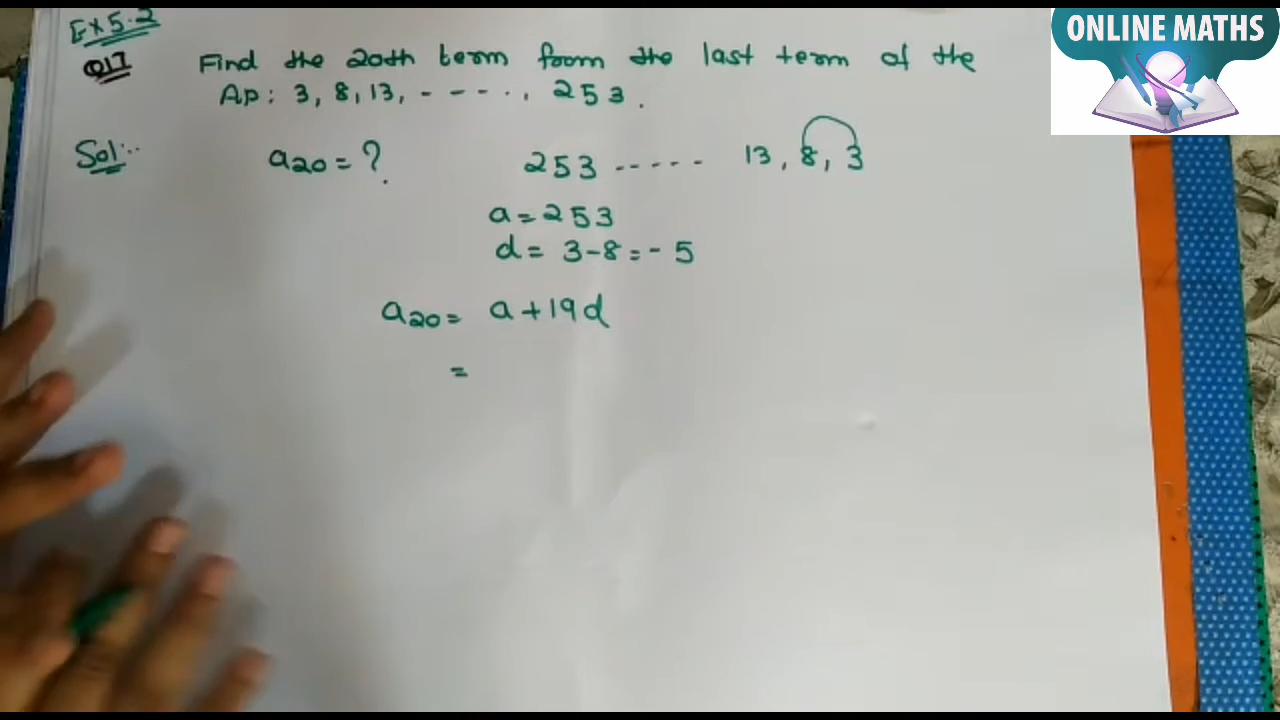 Ex 5.2
Q17 Find the 20th term from the last term of the
Ap: 3, 8, 13, - - - - ., 253.
Sol:-
a20 = ?
253 ----- 13, 8, 3
a = 253
d = 3-8 = -5
a20 = a + 19d
=
ONLINE MATHS